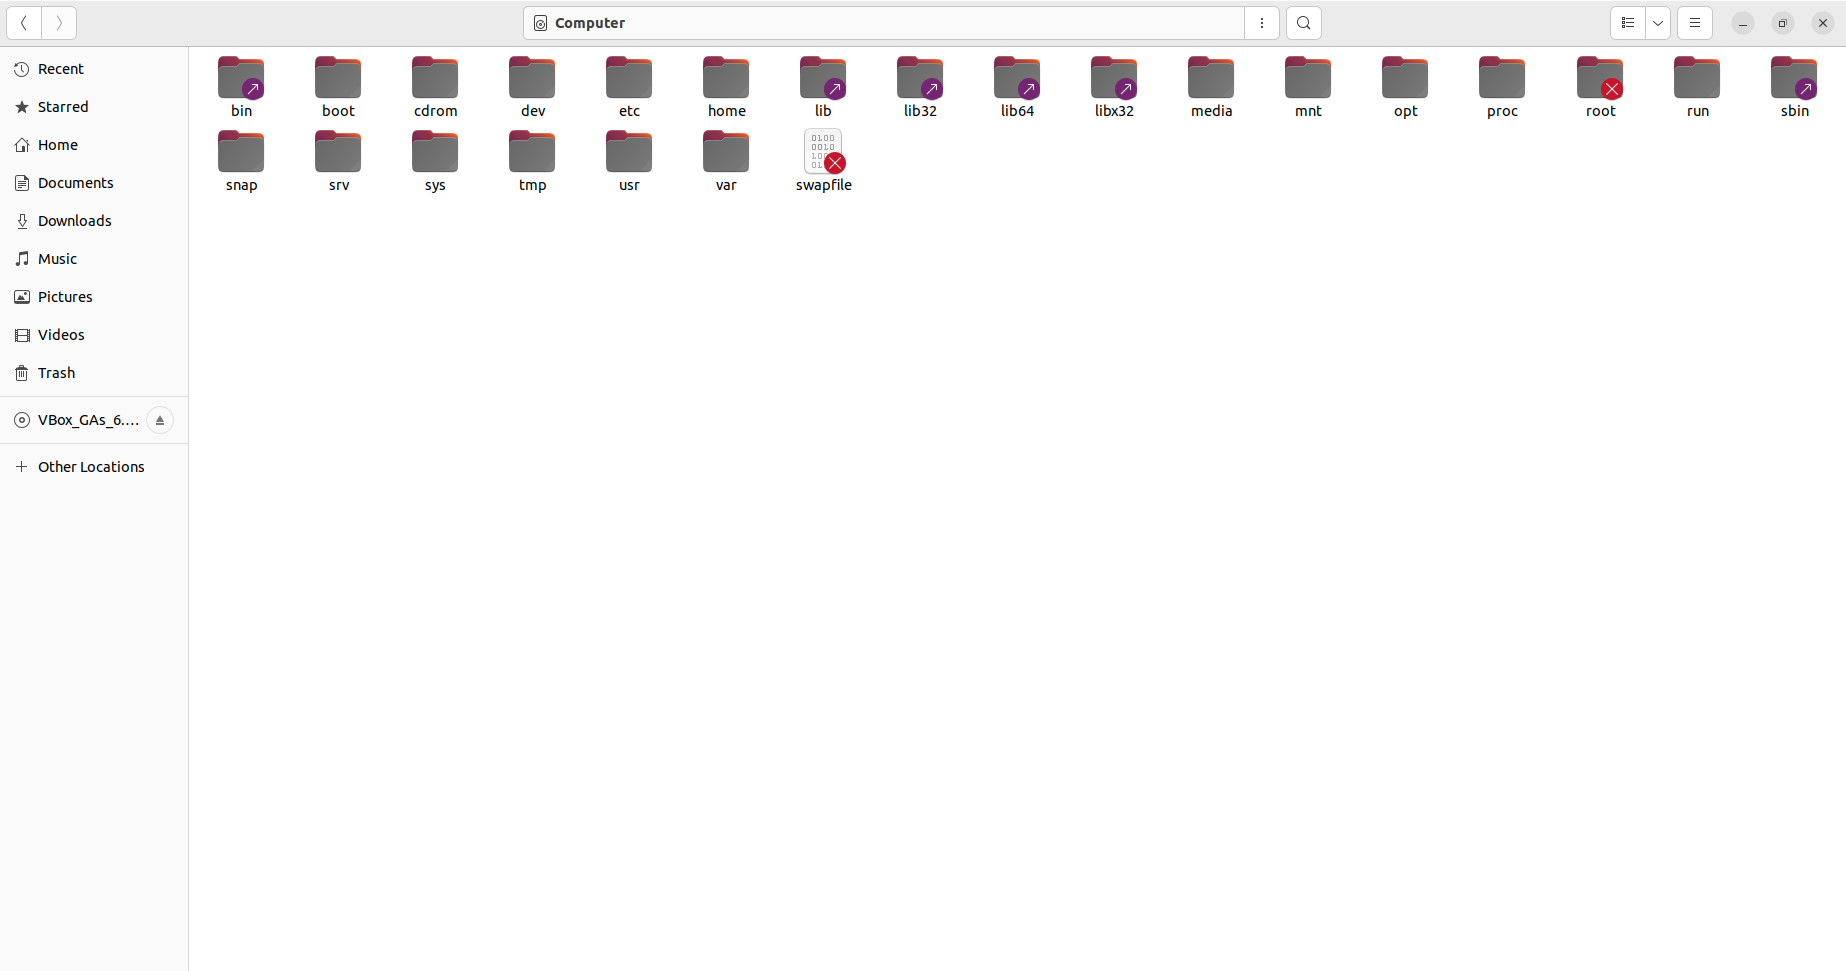 Computer
Recent
Starred
Home
Documents
Downloads
Music
Pictures
Videos
Trash
VBox_GAs_6....
Other Locations
bin boot cdrom dev etc home lib lib32 lib64 libx32 media mnt opt proc root run sbin
snap srv sys tmp usr var swapfile